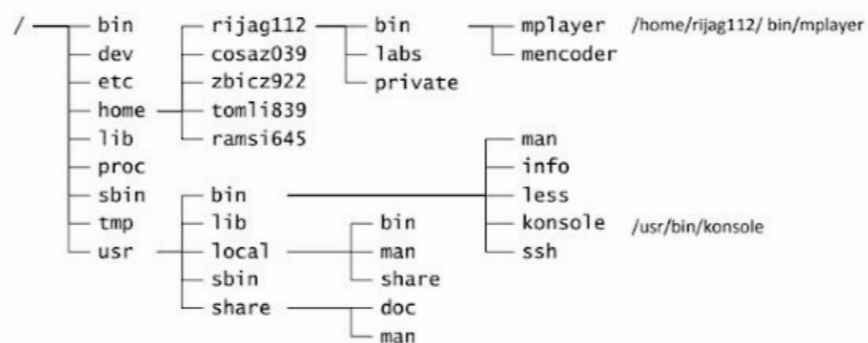 / bin rijag112 bin mplayer /home/rijag112/ bin/mplayer
dev cosaz039 labs mencoder
etc zbicz922 private
home tomli839
lib ramsi645 man
proc info
sbin bin less
tmp lib bin konsole /usr/bin/konsole
usr local man ssh
sbin share
share doc
man